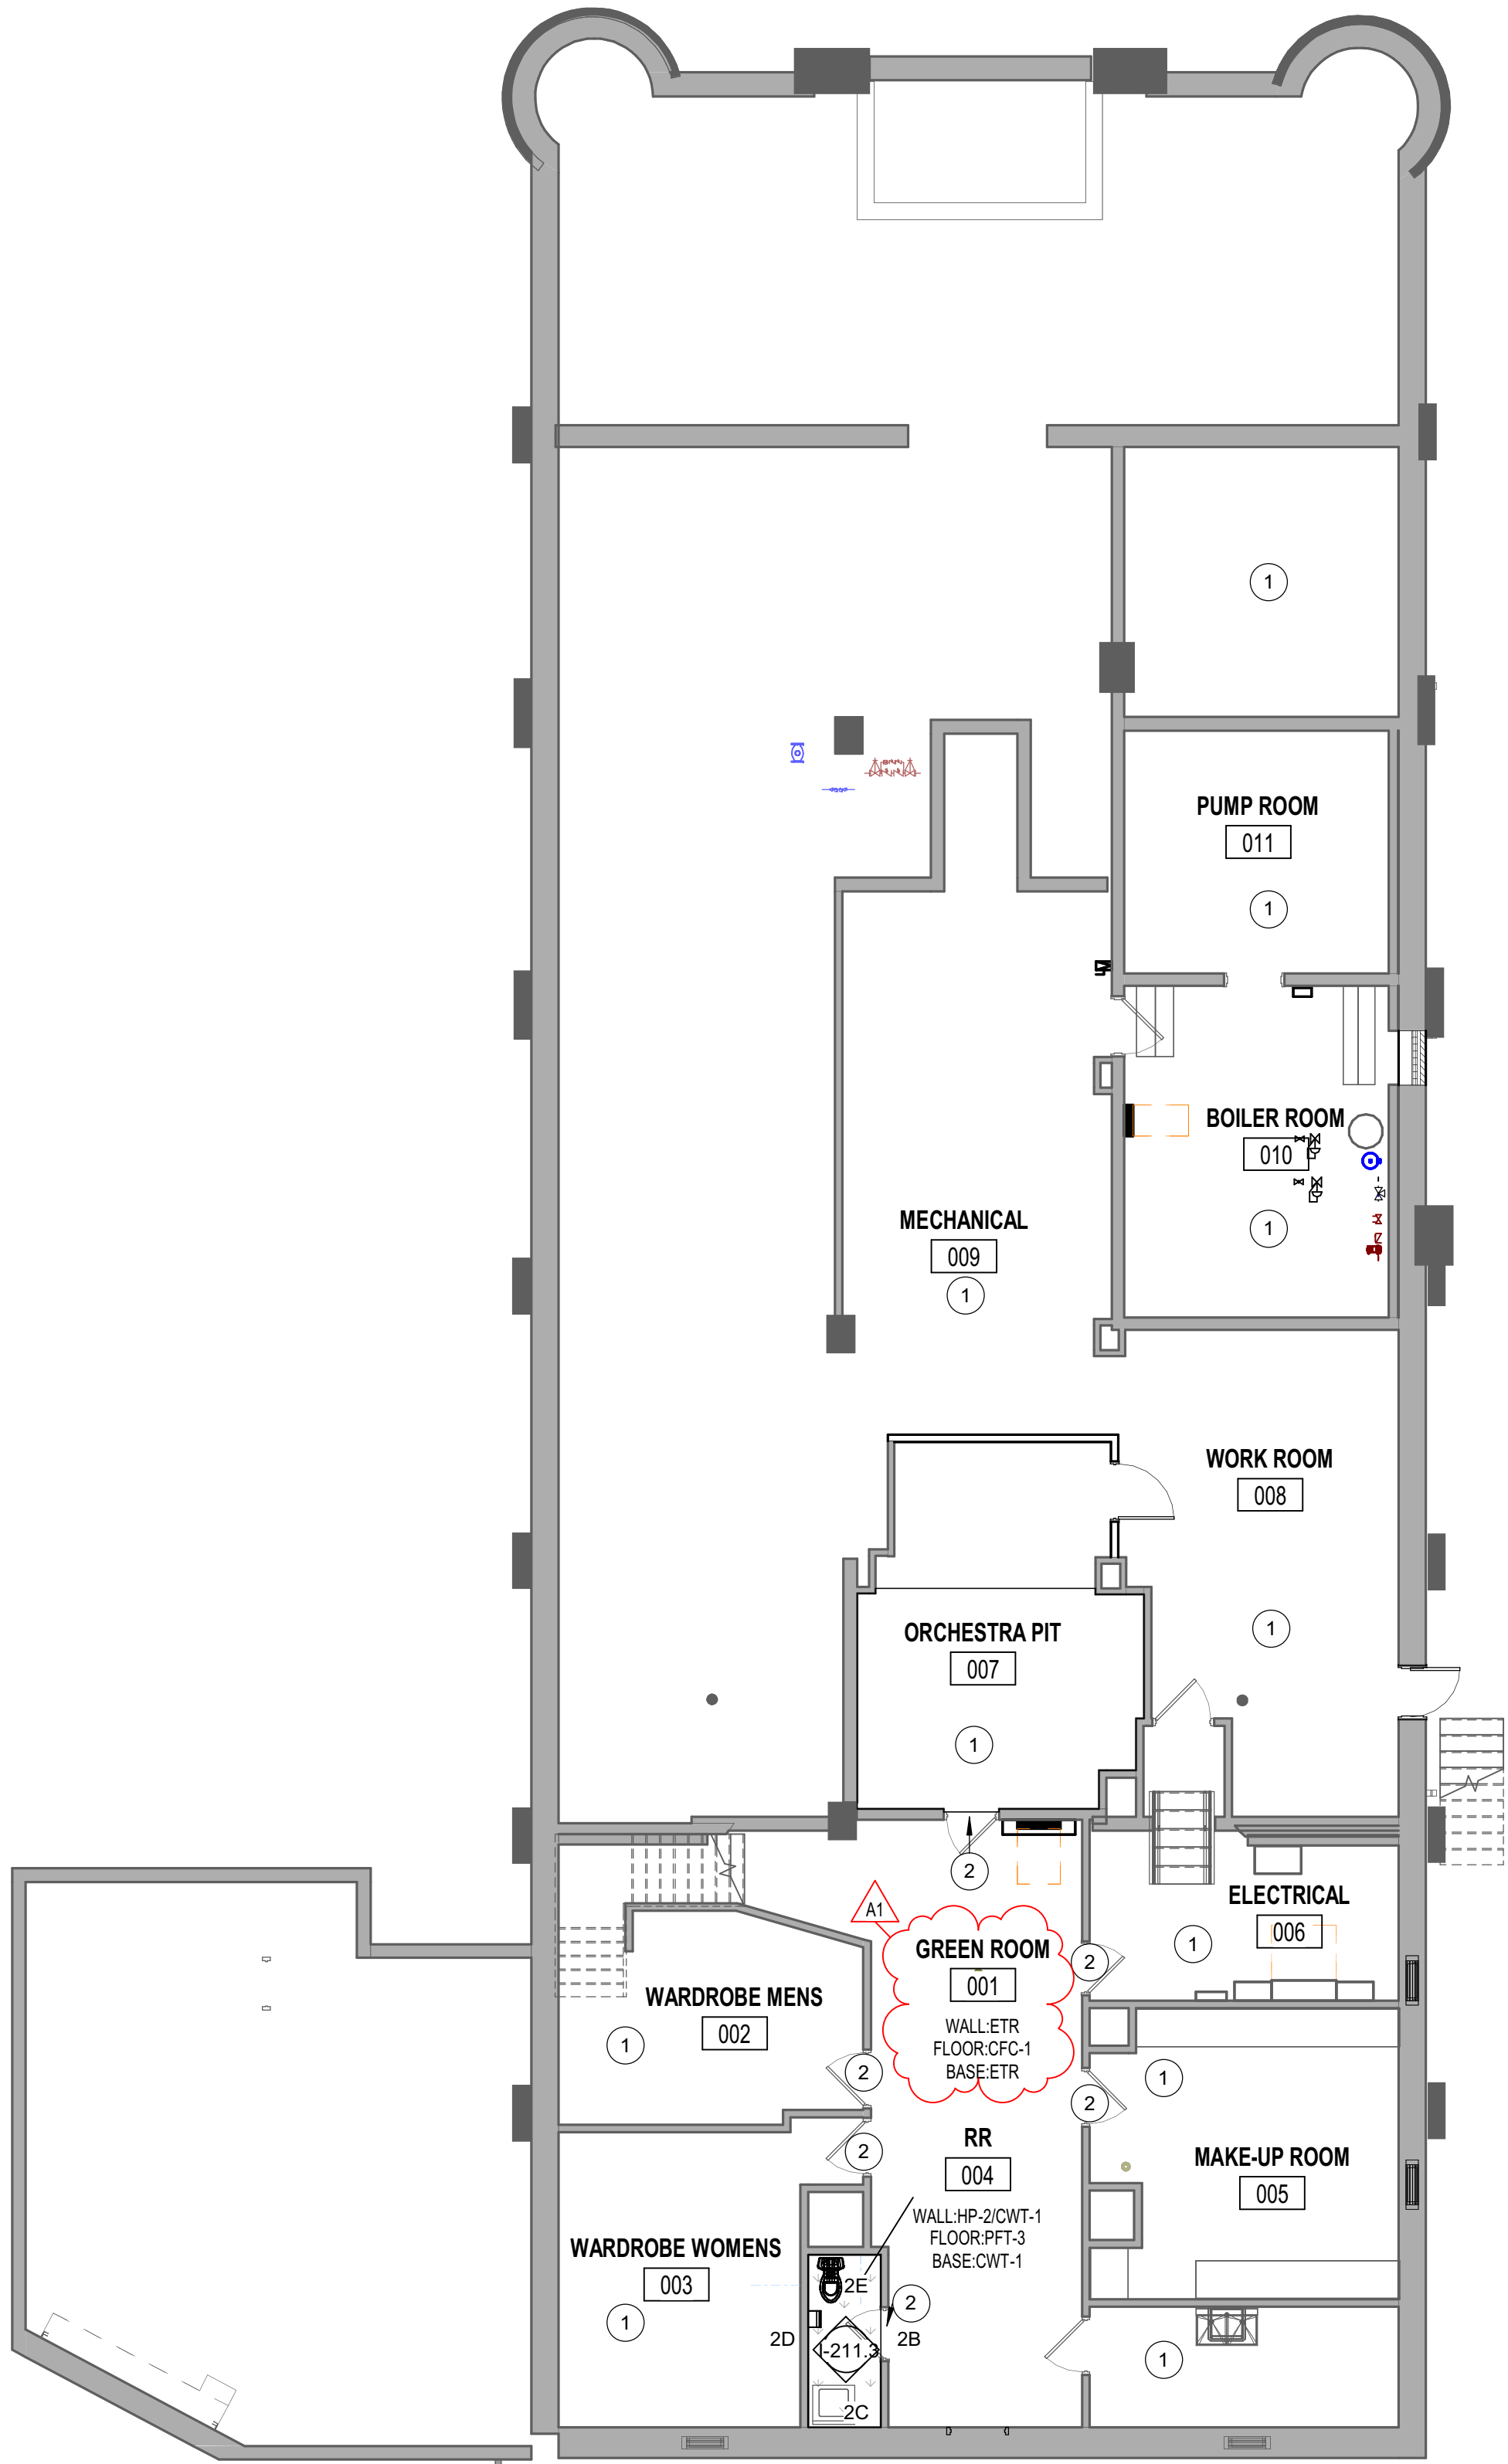 1
PUMP ROOM
011
1
BOILER ROOM
010
1
MECHANICAL
009
1
WORK ROOM
008
1
ORCHESTRA PIT
007
1
2
A1
GREEN ROOM
001
WALL:ETR
FLOOR:CFC-1
BASE:ETR
ELECTRICAL
006
1
2
WARDROBE MENS
002
1
2
2
1
2
MAKE-UP ROOM
005
RR
004
WALL:HP-2/CWT-1
FLOOR:PFT-3
BASE:CWT-1
WARDROBE WOMENS
003
1
2E
2
2D
I-211.3
2B
2C
1